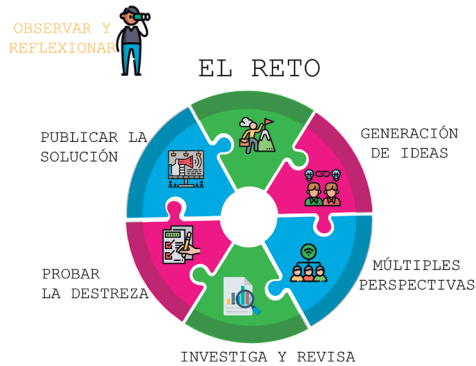 OBSERVAR Y
REFLEXIONAR
EL RETO
GENERACIÓN
DE IDEAS
MÚLTIPLES
PERSPECTIVAS
INVESTIGA Y REVISA
PROBAR
LA DESTREZA
PUBLICAR LA
SOLUCIÓN